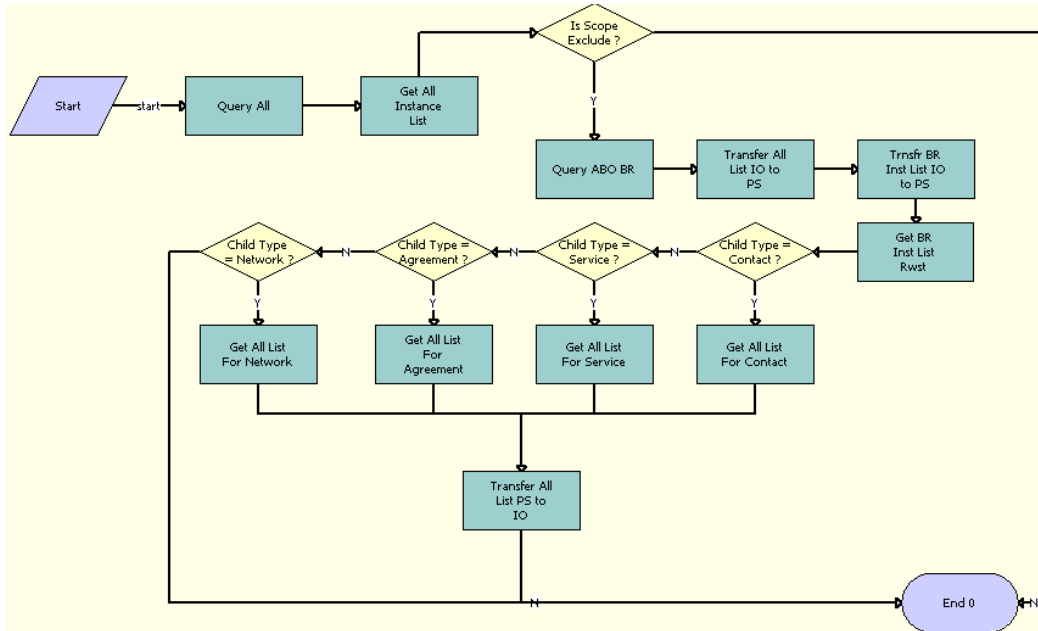 Is Scope
Exclude ?
Start
start
Query All
Get All
Instance
List
Y
Query ABO BR
Transfer All
List IO to
PS
Trnsfr BR
Inst List IO
to PS
Child Type
= Network ?
N
Child Type =
Agreement ?
N
Child Type =
Service ?
N
Child Type =
Contact ?
Get BR
Inst List
Rwst
Y
Y
Y
Y
Get All List
For Network
Get All List
For
Agreement
Get All List
For Service
Get All List
For Contact
Transfer All
List PS to
IO
N
End 0
N